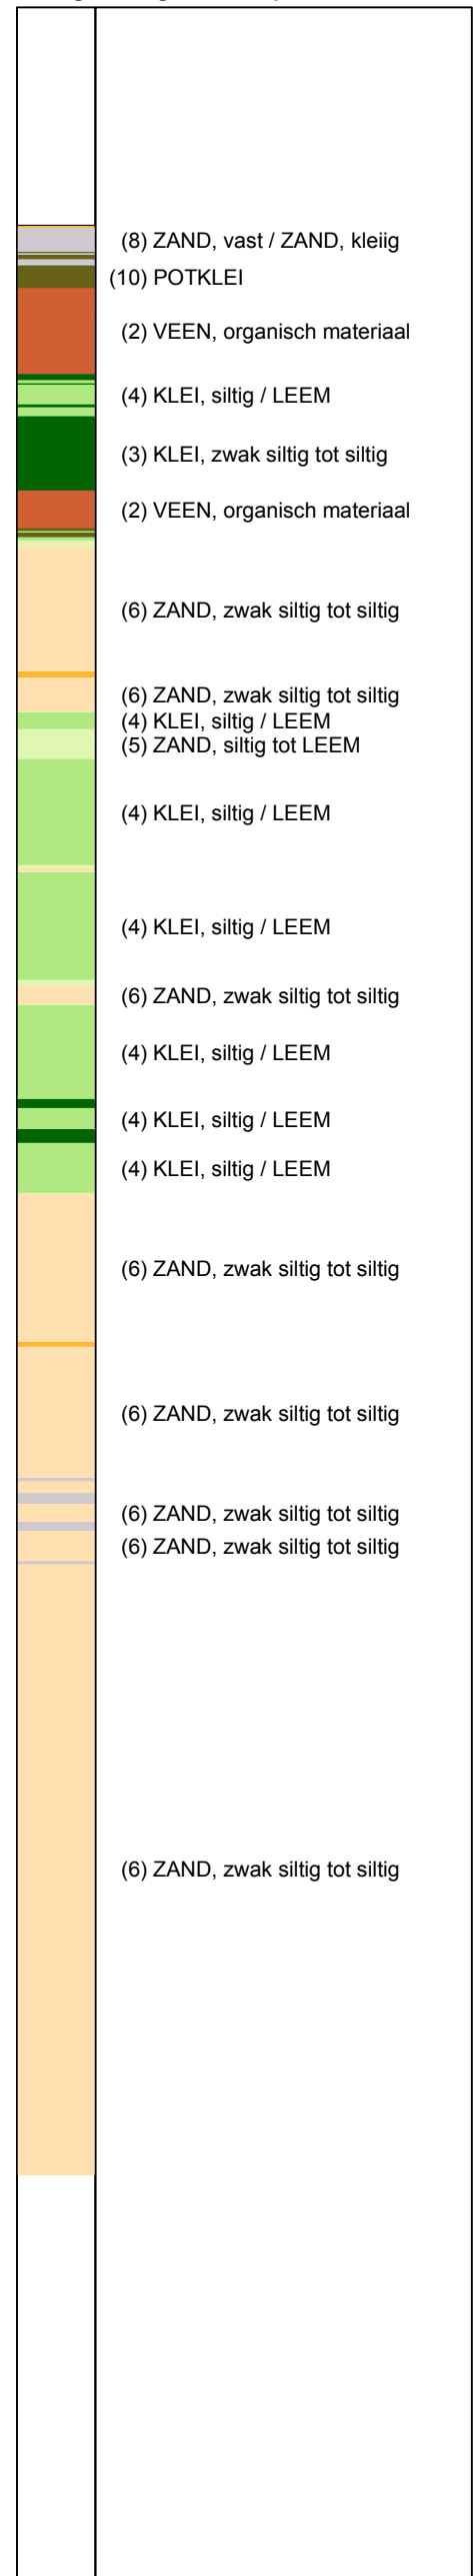 (8) ZAND, vast / ZAND, kleiig
(10) POTKLEI
(2) VEEN, organisch materiaal
(4) KLEI, siltig / LEEM
(3) KLEI, zwak siltig tot siltig
(2) VEEN, organisch materiaal
(6) ZAND, zwak siltig tot siltig
(6) ZAND, zwak siltig tot siltig
(4) KLEI, siltig / LEEM
(5) ZAND, siltig tot LEEM
(4) KLEI, siltig / LEEM
(4) KLEI, siltig / LEEM
(6) ZAND, zwak siltig tot siltig
(4) KLEI, siltig / LEEM
(4) KLEI, siltig / LEEM
(4) KLEI, siltig / LEEM
(6) ZAND, zwak siltig tot siltig
(6) ZAND, zwak siltig tot siltig
(6) ZAND, zwak siltig tot siltig
(6) ZAND, zwak siltig tot siltig
(6) ZAND, zwak siltig tot siltig